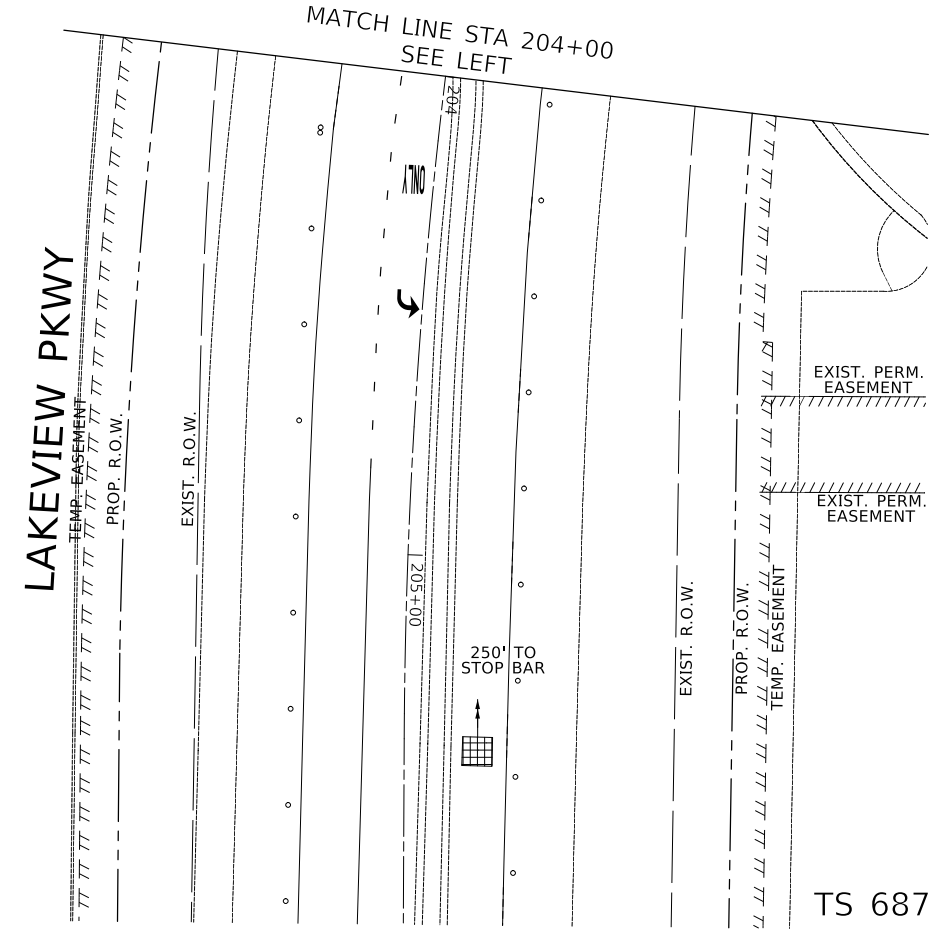 MATCH LINE STA 204+00
SEE LEFT
204
ONLY
LAKEVIEW PKWY
TEMP. EASEMENT
PROP. R.O.W.
EXIST. R.O.W.
EXIST. PERM.
EASEMENT
EXIST. PERM.
EASEMENT
205+00
EXIST. R.O.W.
PROP. R.O.W.
TEMP. EASEMENT
250' TO
STOP BAR
TS 687